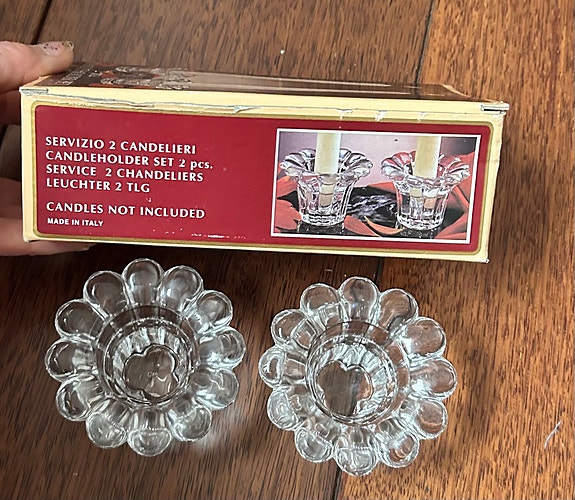 SERVIZIO 2 CANDELIERI
CANDLEHOLDER SET 2 pcs.
SERVICE 2 CHANDELIERS
LEUCHTER 2 TLG
CANDLES NOT INCLUDED
MADE IN ITALY